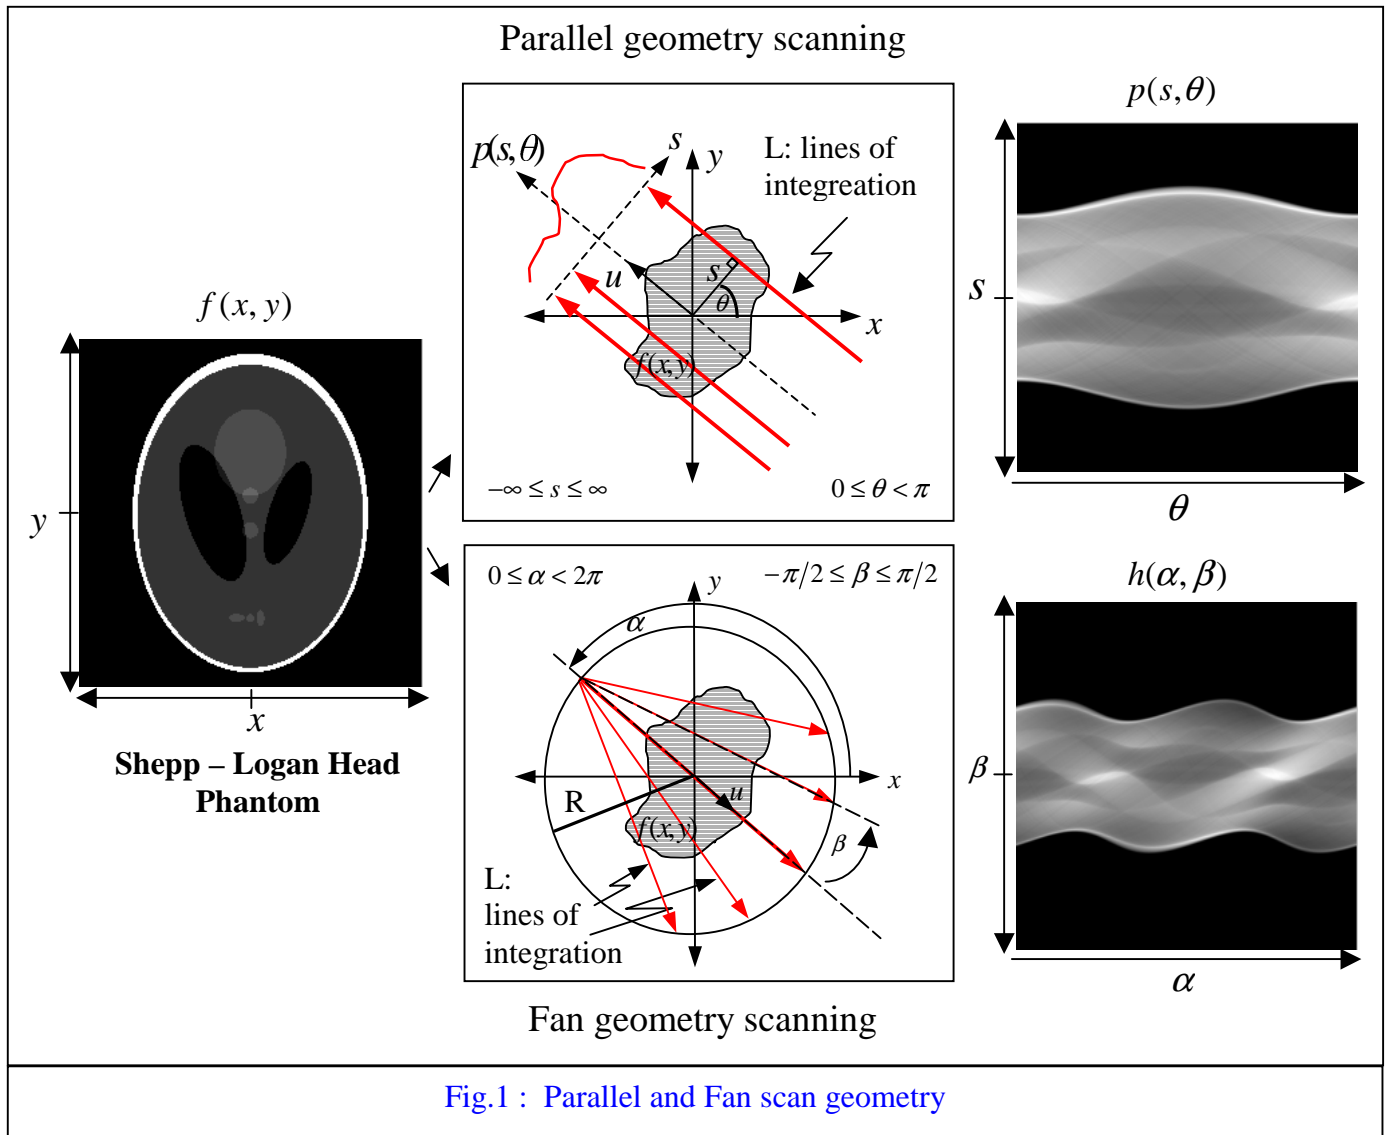 Parallel geometry scanning
p(s,θ)
s
y
L: lines of
integreation
u
s
θ
x
f(x,y)
−∞ ≤ s ≤ ∞
0 ≤ θ < π
p(s,θ)
s
θ
f(x, y)
y
x
Shepp – Logan Head
Phantom
0 ≤ α < 2π
−π/2 ≤ β ≤ π/2
y
α
x
R
u
f(x,y)
β
L:
lines of
integration
h(α, β)
β
α
Fan geometry scanning
Fig.1 : Parallel and Fan scan geometry